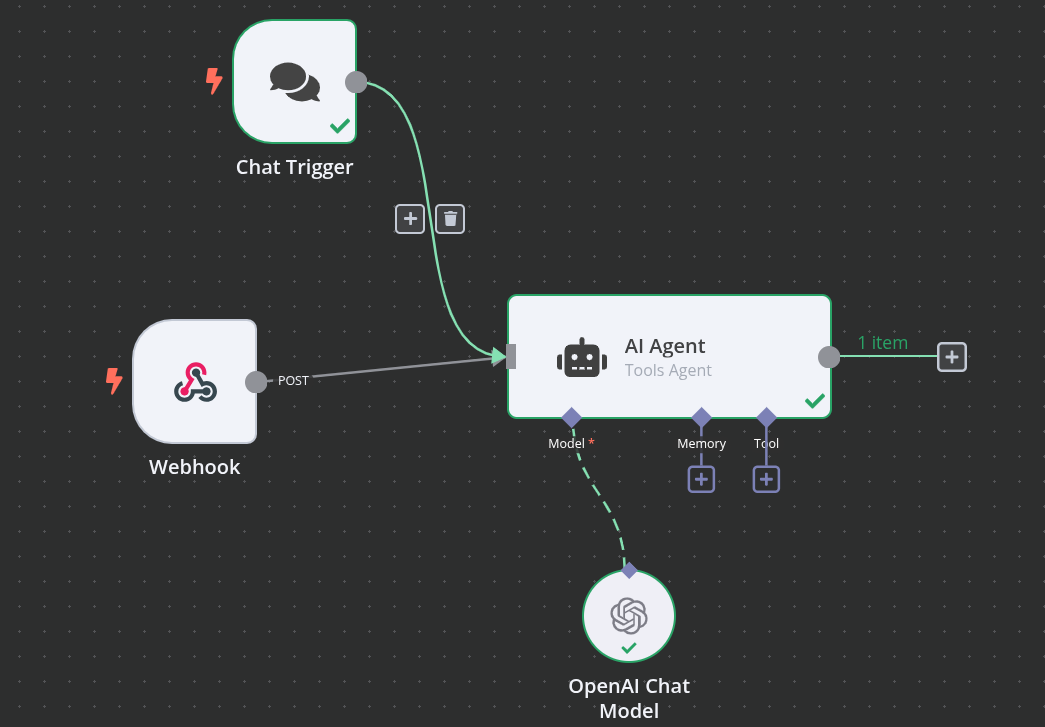 Chat Trigger
AI Agent
Tools Agent
1 item
POST
Webhook
Model *
Memory
Tool
OpenAI Chat
Model